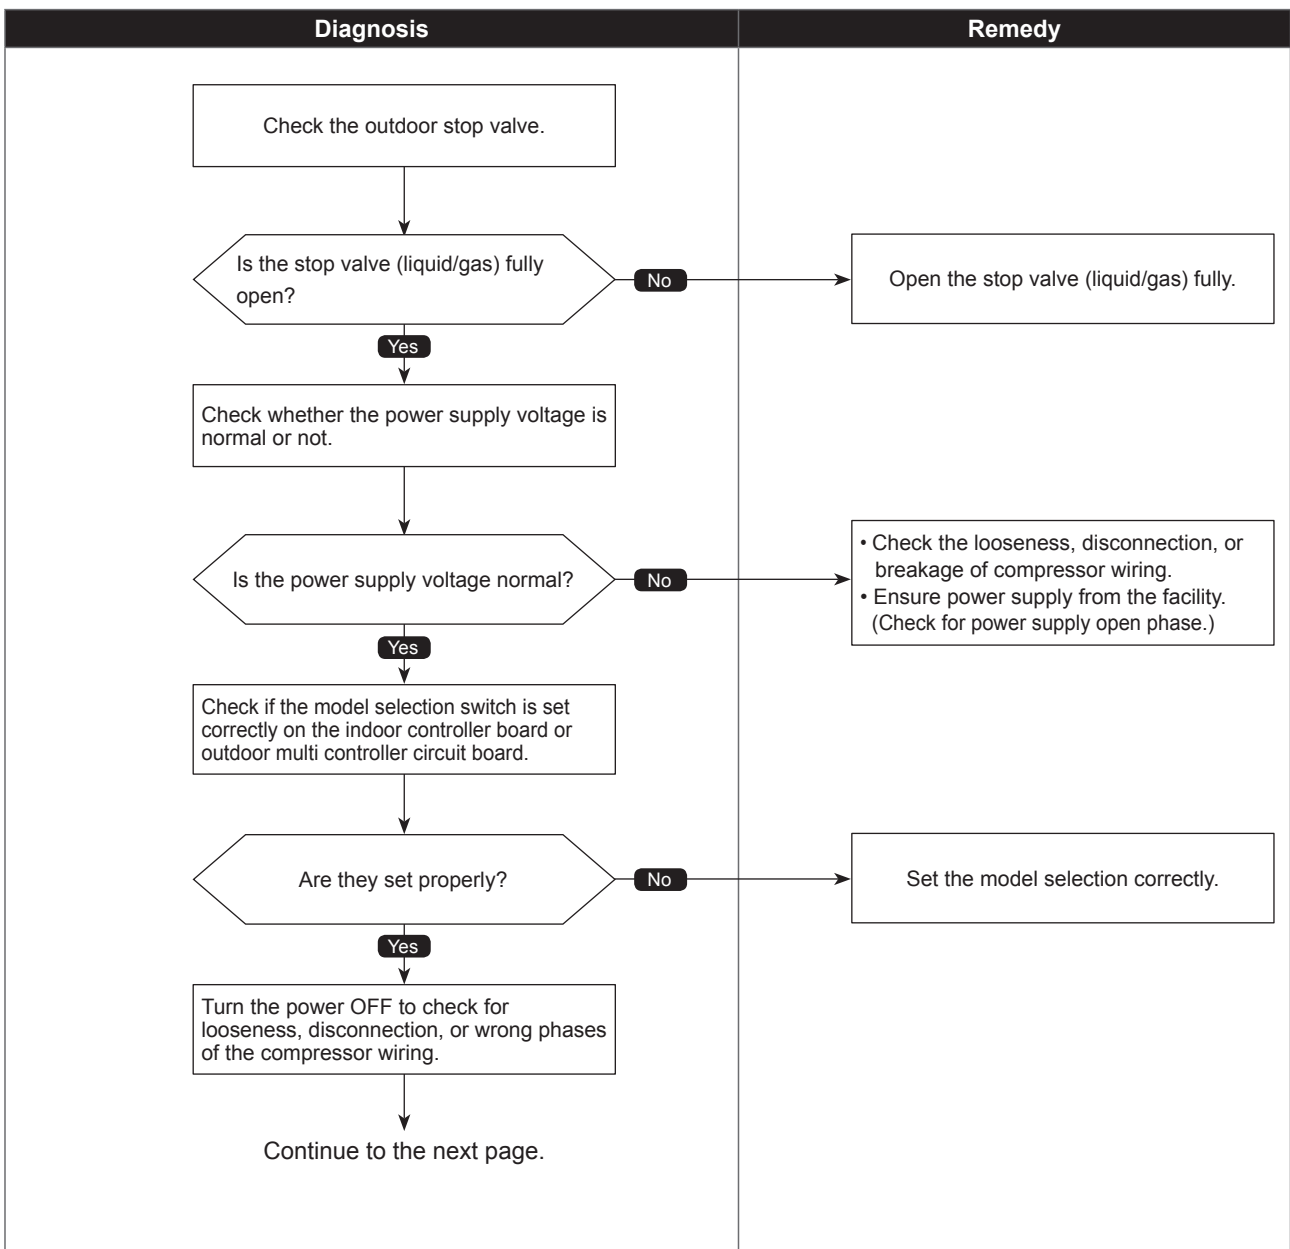 Diagnosis
Remedy
Check the outdoor stop valve.
Is the stop valve (liquid/gas) fully
open?
No
Open the stop valve (liquid/gas) fully.
Yes
Check whether the power supply voltage is
normal or not.
Is the power supply voltage normal?
No
• Check the looseness, disconnection, or
breakage of compressor wiring.
• Ensure power supply from the facility.
(Check for power supply open phase.)
Yes
Check if the model selection switch is set
correctly on the indoor controller board or
outdoor multi controller circuit board.
Are they set properly?
No
Set the model selection correctly.
Yes
Turn the power OFF to check for
looseness, disconnection, or wrong phases
of the compressor wiring.
Continue to the next page.